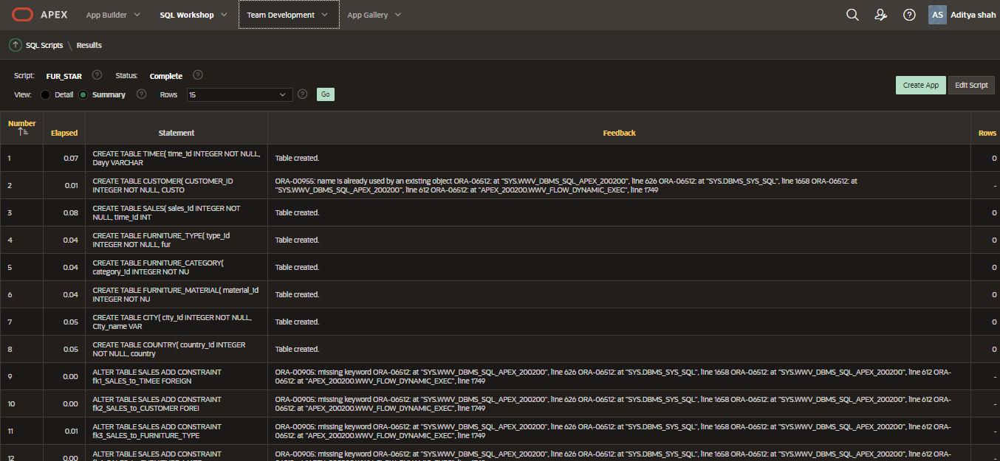 APEX App Builder SQL Workshop Team Development App Gallery AS Aditya shah
SQL Scripts \ Results
Script: FUR_STAR Status: Complete
View: Detail Summary Rows 15 Go
Create App Edit Script
Number Elapsed Statement Feedback Rows
1 0.07 CREATE TABLE TIMEE( time_id INTEGER NOT NULL, Table created. 0
Dayy VARCHAR
2 0.01 CREATE TABLE CUSTOMER( CUSTOMER_ID ORA-00955: name is already used by an existing object ORA-06512: at "SYS.WWV_DBMS_SQL_APEX_200200", line 626 ORA-06512: at "SYS.DBMS_SYS_SQL", line 1658 ORA-06512: at -
INTEGER NOT NULL, CUSTO "SYS.WWV_DBMS_SQL_APEX_200200", line 612 ORA-06512: at "APEX_200200.WWV_FLOW_DYNAMIC_EXEC", line 1749
3 0.08 CREATE TABLE SALES( sales_id INTEGER NOT Table created. 0
NULL, time_id INT
4 0.04 CREATE TABLE FURNITURE_TYPE( type_id Table created. 0
INTEGER NOT NULL, fur
5 0.04 CREATE TABLE FURNITURE_CATEGORY( Table created. 0
category_id INTEGER NOT NU
6 0.04 CREATE TABLE FURNITURE_MATERIAL( material_id Table created. 0
INTEGER NOT NU
7 0.05 CREATE TABLE CITY( city_id INTEGER NOT NULL, Table created. 0
City_name VAR
8 0.05 CREATE TABLE COUNTRY( country_id INTEGER Table created. 0
NOT NULL, country
9 0.00 ALTER TABLE SALES ADD CONSTRAINT ORA-00905: missing keyword ORA-06512: at "SYS.WWV_DBMS_SQL_APEX_200200", line 626 ORA-06512: at "SYS.DBMS_SYS_SQL", line 1658 ORA-06512: at "SYS.WWV_DBMS_SQL_APEX_200200", line 612 ORA- -
fk1_SALES_to_TIMEE FOREIGN 06512: at "APEX_200200.WWV_FLOW_DYNAMIC_EXEC", line 1749
10 0.00 ALTER TABLE SALES ADD CONSTRAINT ORA-00905: missing keyword ORA-06512: at "SYS.WWV_DBMS_SQL_APEX_200200", line 626 ORA-06512: at "SYS.DBMS_SYS_SQL", line 1658 ORA-06512: at "SYS.WWV_DBMS_SQL_APEX_200200", line 612 ORA- -
fk2_SALES_to_CUSTOMER FOREI 06512: at "APEX_200200.WWV_FLOW_DYNAMIC_EXEC", line 1749
11 0.01 ALTER TABLE SALES ADD CONSTRAINT ORA-00905: missing keyword ORA-06512: at "SYS.WWV_DBMS_SQL_APEX_200200", line 626 ORA-06512: at "SYS.DBMS_SYS_SQL", line 1658 ORA-06512: at "SYS.WWV_DBMS_SQL_APEX_200200", line 612 ORA- -
fk3_SALES_to_FURNITURE_TYPE 06512: at "APEX_200200.WWV_FLOW_DYNAMIC_EXEC", line 1749
12 0.00 ALTER TABLE SALES ADD CONSTRAINT ORA-00905: missing keyword ORA-06512: at "SYS.WWV_DBMS_SQL_APEX_200200", line 626 ORA-06512: at "SYS.DBMS_SYS_SQL", line 1658 ORA-06512: at "SYS.WWV_DBMS_SQL_APEX_200200", line 612 ORA- -